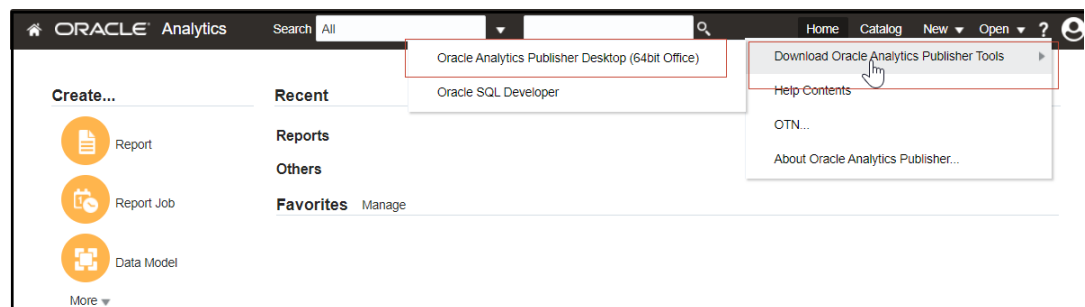 ORACLE Analytics Search All Home Catalog New Open ?
Oracle Analytics Publisher Desktop (64bit Office)
Oracle SQL Developer
Download Oracle Analytics Publisher Tools
Help Contents
OTN...
About Oracle Analytics Publisher...
Create...
Report
Report Job
Data Model
More
Recent
Reports
Others
Favorites Manage